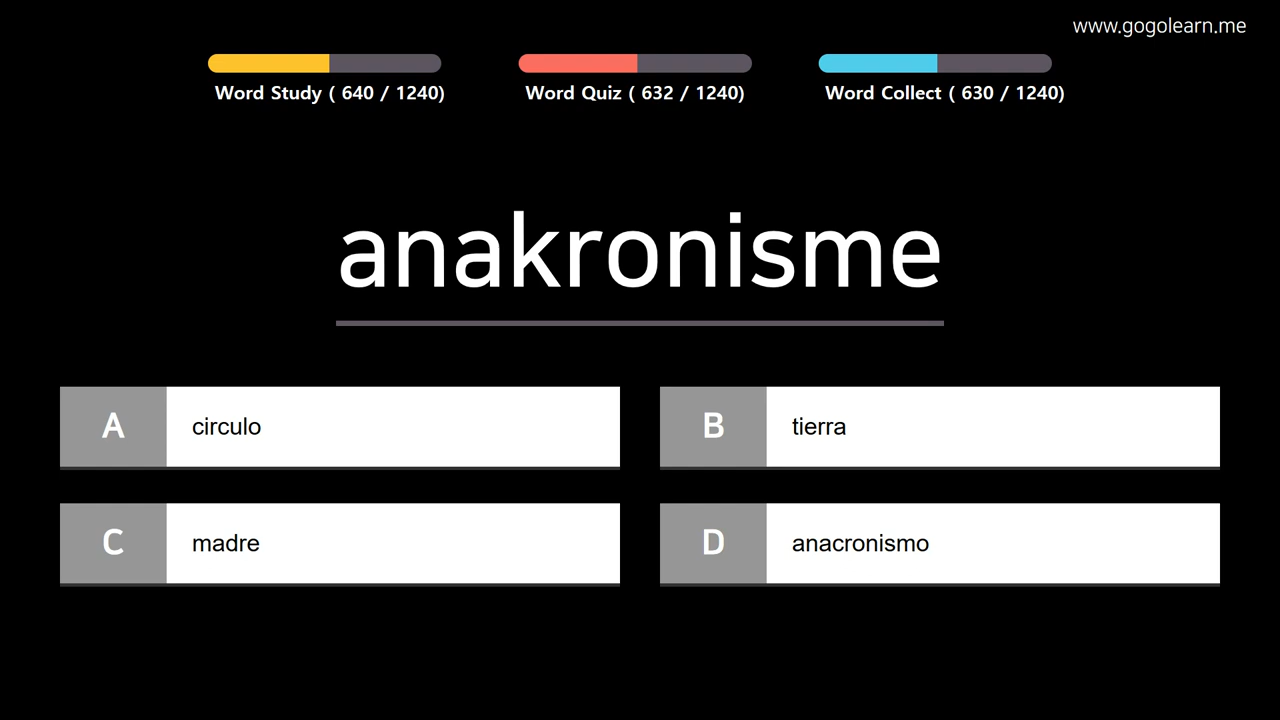 www.gogolearn.me
Word Study ( 640 / 1240)
Word Quiz ( 632 / 1240)
Word Collect ( 630 / 1240)
anakronisme
A circulo
B tierra
C madre
D anacronismo